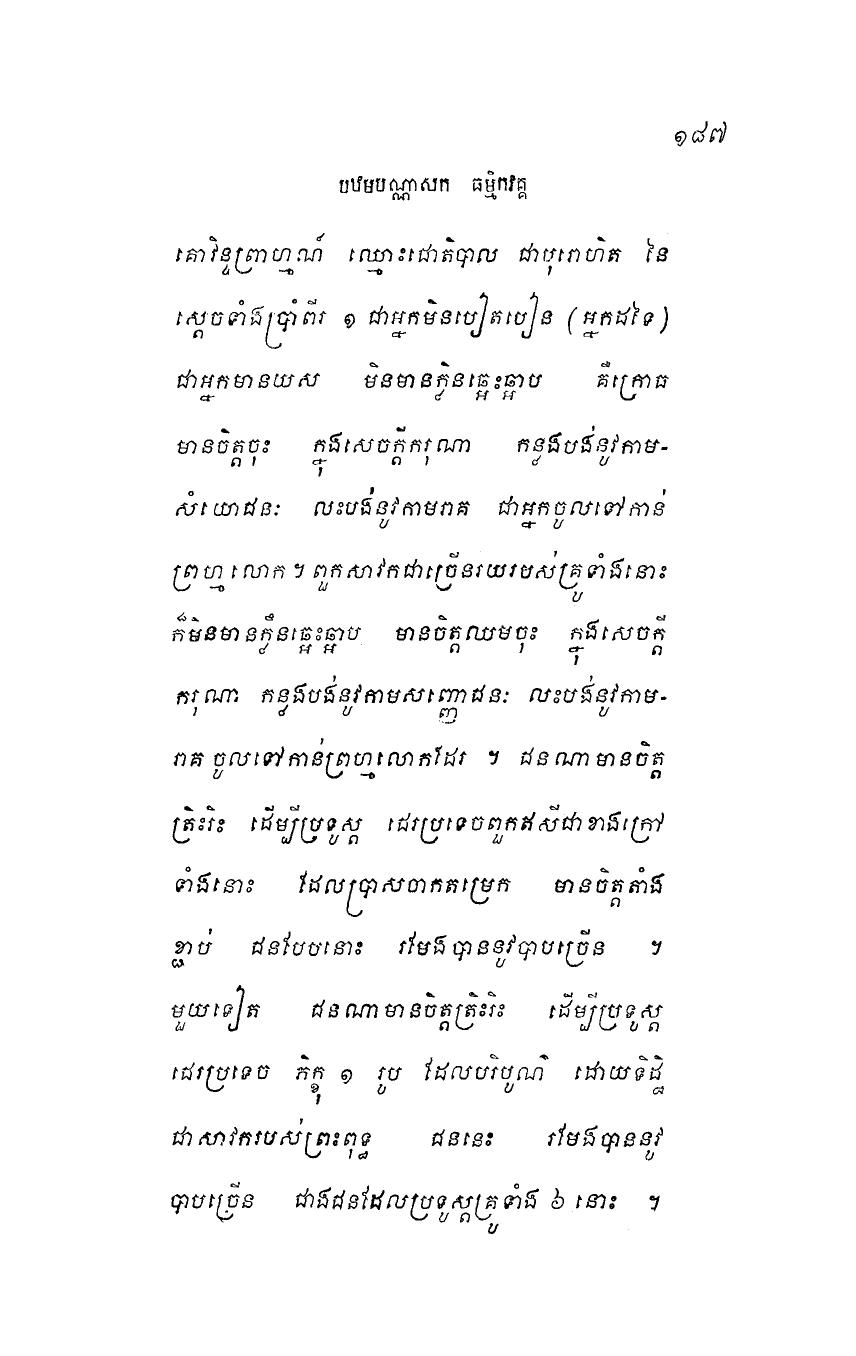 ១៨៧
បឋមបណ្ណាសក ធម្មិកវគ្គ
គោវិន្ទព្រាហ្មណ៍ ឈ្មោះជោតិបាល ជាបុរោហិត នៃ
ស្តេចទាំងប្រាំពីរ ១ ជាអ្នកមិនបៀតបៀន (អ្នកដទៃ)
ជាអ្នកមានយស មិនមានក្លិនឆ្អេះឆ្អាប គឺក្រោធ
មានចិត្តចុះ ក្នុងសេចក្តីករុណា កន្លងបង់នូវកាម-
សំយោជនៈ លះបង់នូវកាមរាគ ជាអ្នកចូលទៅកាន់
ព្រហ្មលោក ។ ពួកសាវកជាច្រើនរយរបស់គ្រូទាំងនោះ
ក៏មិនមានក្លិនឆ្អេះឆ្អាប មានចិត្តឈមចុះ ក្នុងសេចក្តី
ករុណា កន្លងបង់នូវកាមសញ្ញោជនៈ លះបង់នូវកាម-
រាគ ចូលទៅកាន់ព្រហ្មលោកដែរ ។ ជនណាមានចិត្ត
ត្រិះរិះ ដើម្បីប្រទូស្ត ជេរប្រទេចពួកឥសីជាខាងក្រៅ
ទាំងនោះ ដែលប្រាសចាកតម្រេក មានចិត្តតាំង
ខ្ជាប់ ជនបែបនោះ រមែងបាននូវបាបច្រើន ។
មួយទៀត ជនណាមានចិត្តត្រិះរិះ ដើម្បីប្រទូស្ត
ជេរប្រទេច ភិក្ខុ ១ រូប ដែលបរិបូណ៌ ដោយទិដ្ឋិ
ជាសាវករបស់ព្រះពុទ្ធ ជននេះ រមែងបាននូវ
បាបច្រើន ជាងជនដែលប្រទូស្តគ្រូទាំង ៦ នោះ ។